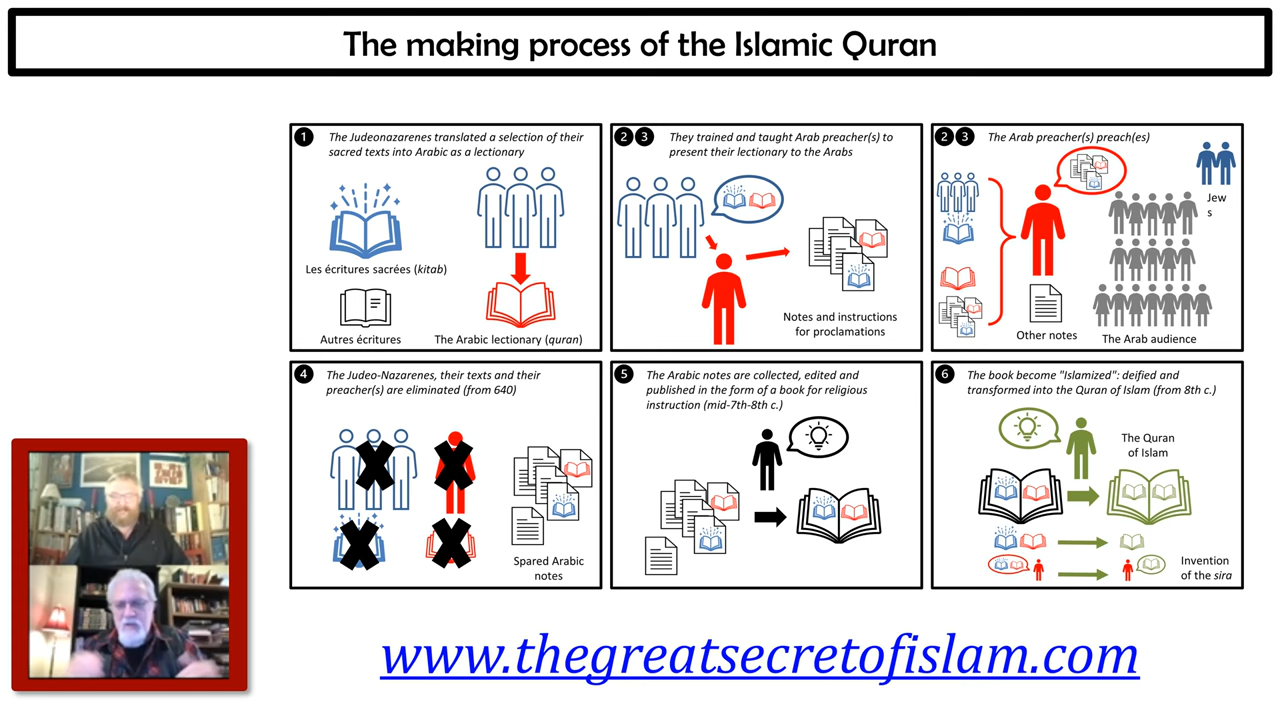 The making process of the Islamic Quran
1
The Judeonazarenes translated a selection of their
sacred texts into Arabic as a lectionary
Les écritures sacrées (kitab)
Autres écritures
The Arabic lectionary (quran)
2 3
They trained and taught Arab preacher(s) to
present their lectionary to the Arabs
Notes and instructions
for proclamations
2 3
The Arab preacher(s) preach(es)
Jew
s
Other notes
The Arab audience
4
The Judeo-Nazarenes, their texts and their
preacher(s) are eliminated (from 640)
Spared Arabic
notes
5
The Arabic notes are collected, edited and
published in the form of a book for religious
instruction (mid-7th-8th c.)
6
The book become "Islamized": deified and
transformed into the Quran of Islam (from 8th c.)
The Quran
of Islam
Invention
of the sira
www.thegreatsecretofislam.com